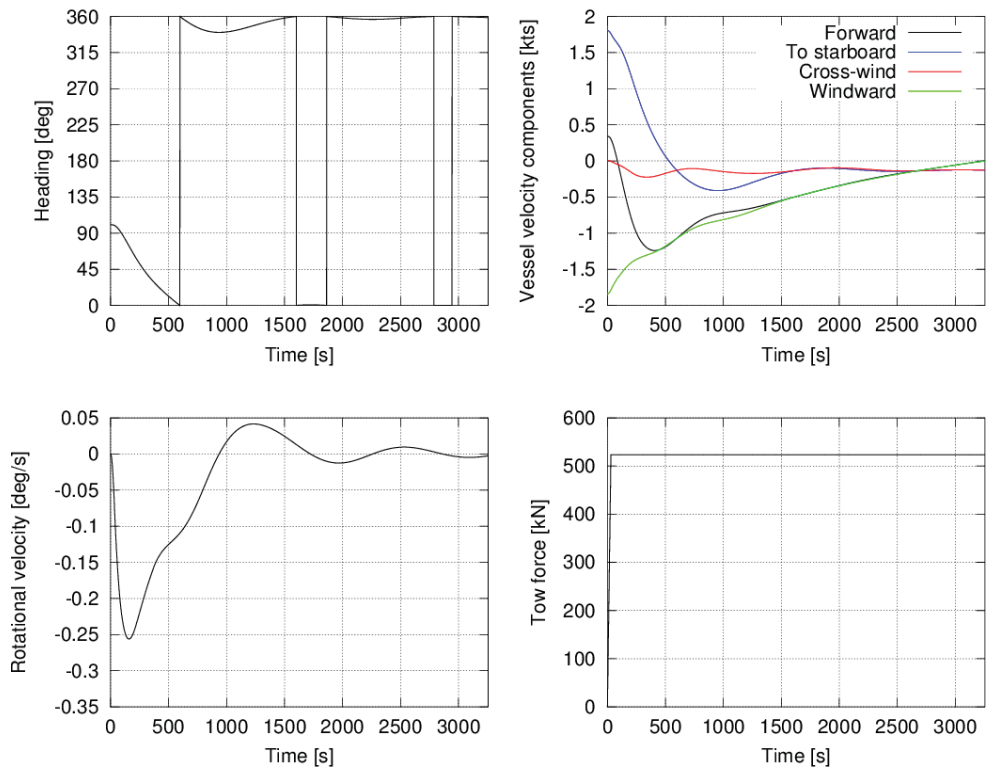 Heading [deg]
360
315
270
225
180
135
90
45
0
0 500 1000 1500 2000 2500 3000
Time [s]
Vessel velocity components [kts]
2
1.5
1
0.5
0
-0.5
-1
-1.5
-2
Forward
To starboard
Cross-wind
Windward
0 500 1000 1500 2000 2500 3000
Time [s]
Rotational velocity [deg/s]
0.05
0
-0.05
-0.1
-0.15
-0.2
-0.25
-0.3
-0.35
0 500 1000 1500 2000 2500 3000
Time [s]
Tow force [kN]
600
500
400
300
200
100
0
0 500 1000 1500 2000 2500 3000
Time [s]